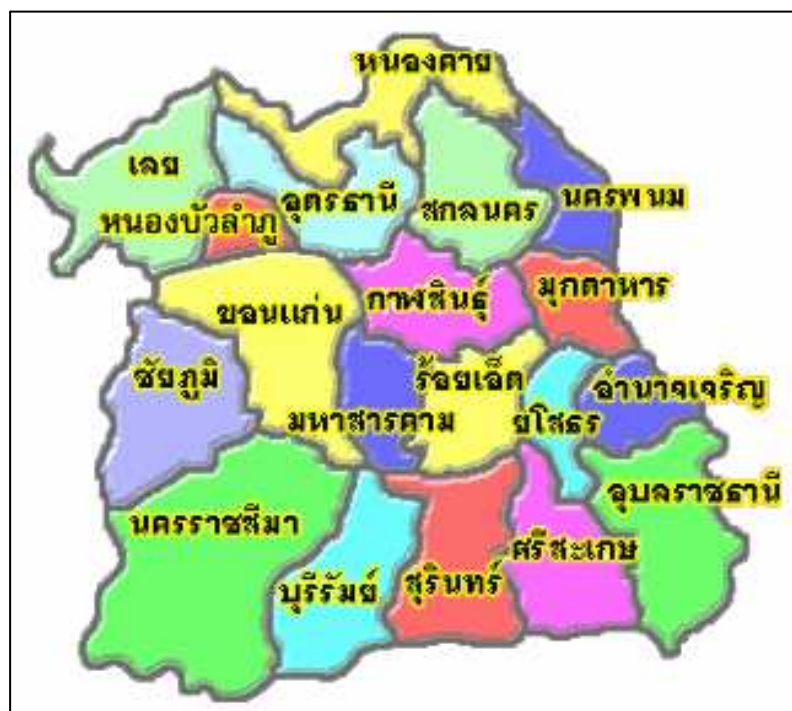 หนองคาย
เลย
อุดรธานี
สกลนคร
นครพนม
หนองบัวลำภู
กาฬสินธุ์
มุกดาหาร
ขอนแก่น
ชัยภูมิ
ร้อยเอ็ด
อำนาจเจริญ
มหาสารคาม
ยโสธร
อุบลราชธานี
นครราชสีมา
ศรีสะเกษ
บุรีรัมย์
สุรินทร์